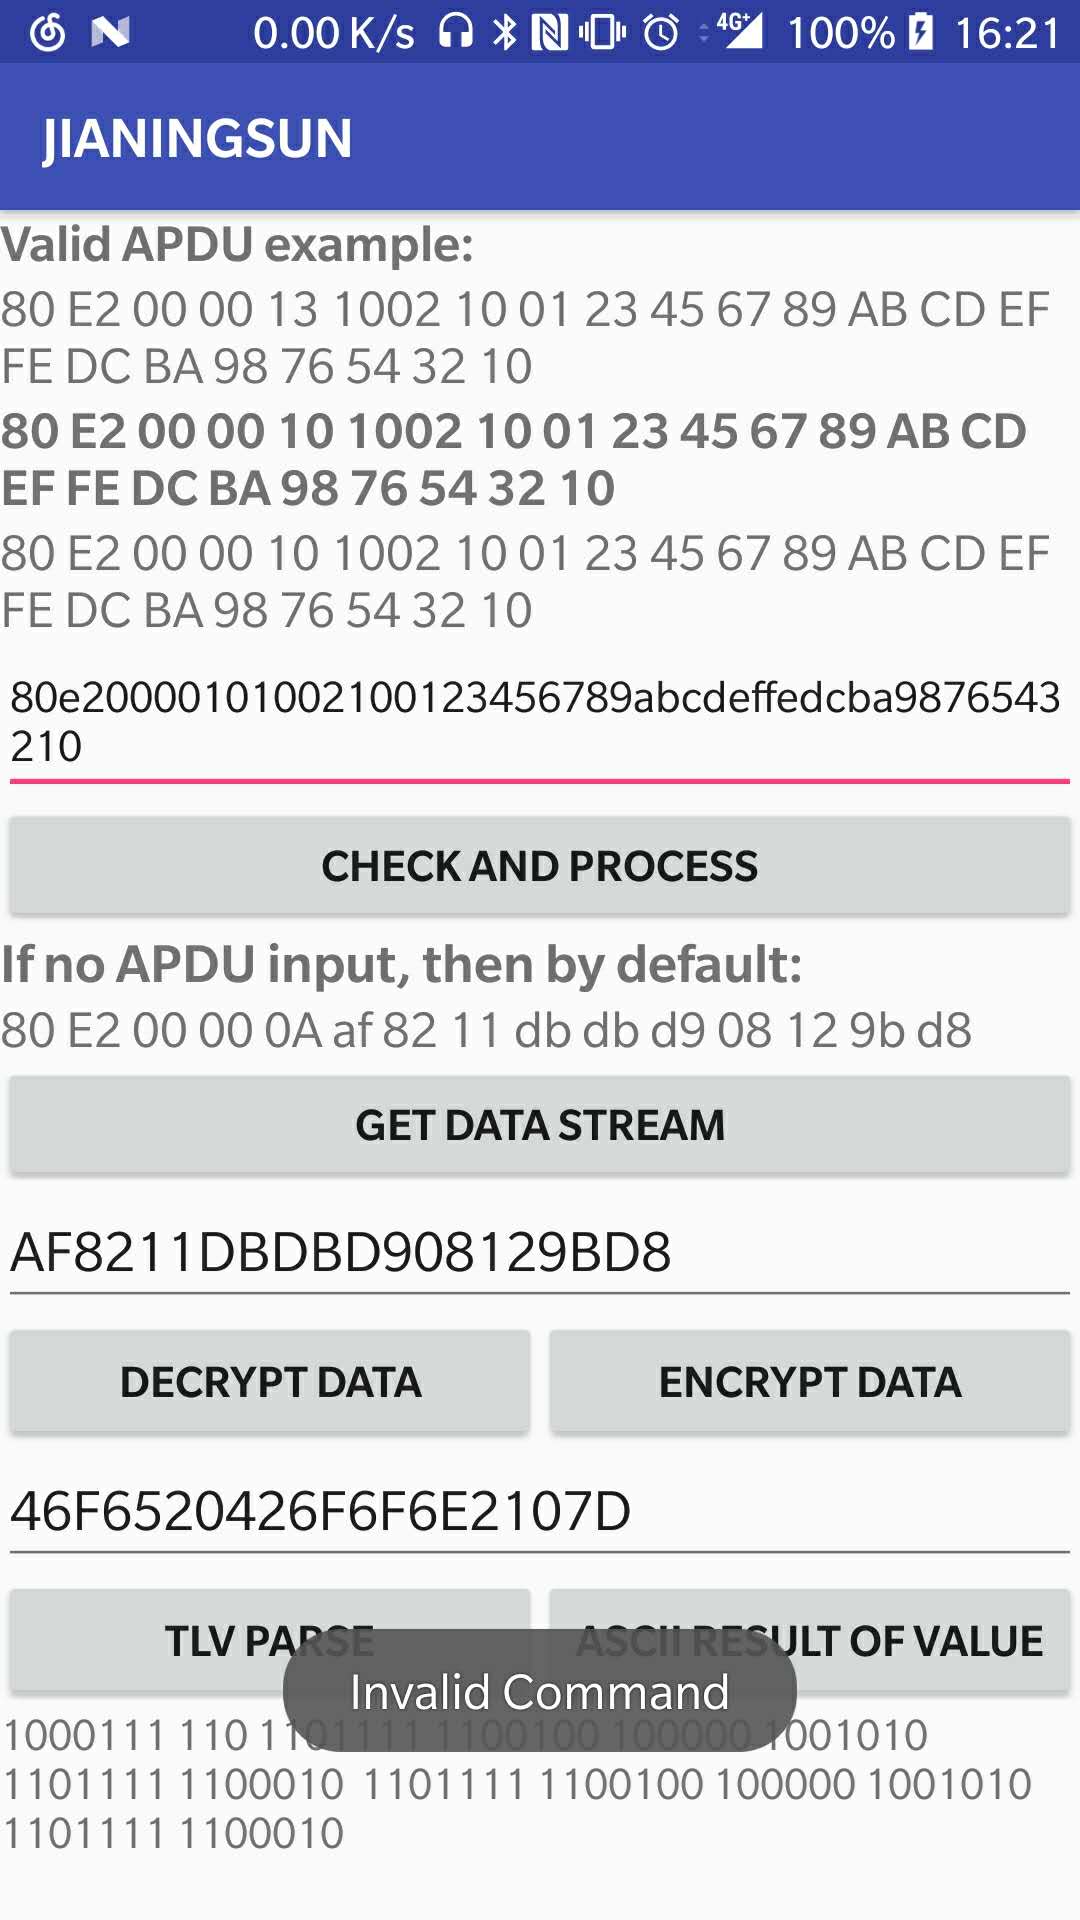 0.00 K/s 4G+ 100% 16:21
JIANINGSUN
Valid APDU example:
80 E2 00 00 13 1002 10 01 23 45 67 89 AB CD EF
FE DC BA 98 76 54 32 10
80 E2 00 00 10 1002 10 01 23 45 67 89 AB CD
EF FE DC BA 98 76 54 32 10
80 E2 00 00 10 1002 10 01 23 45 67 89 AB CD EF
FE DC BA 98 76 54 32 10
80e20000101002100123456789abcdeffedcba9876543
210
CHECK AND PROCESS
If no APDU input, then by default:
80 E2 00 00 0A af 82 11 db db d9 08 12 9b d8
GET DATA STREAM
AF8211DBDBD908129BD8
DECRYPT DATA ENCRYPT DATA
46F6520426F6F6E2107D
TLV PARSE ASCII RESULT OF VALUE
Invalid Command
1000111 110 1101111 1100100 100000 1001010
1101111 1100010 1101111 1100100 100000 1001010
1101111 1100010